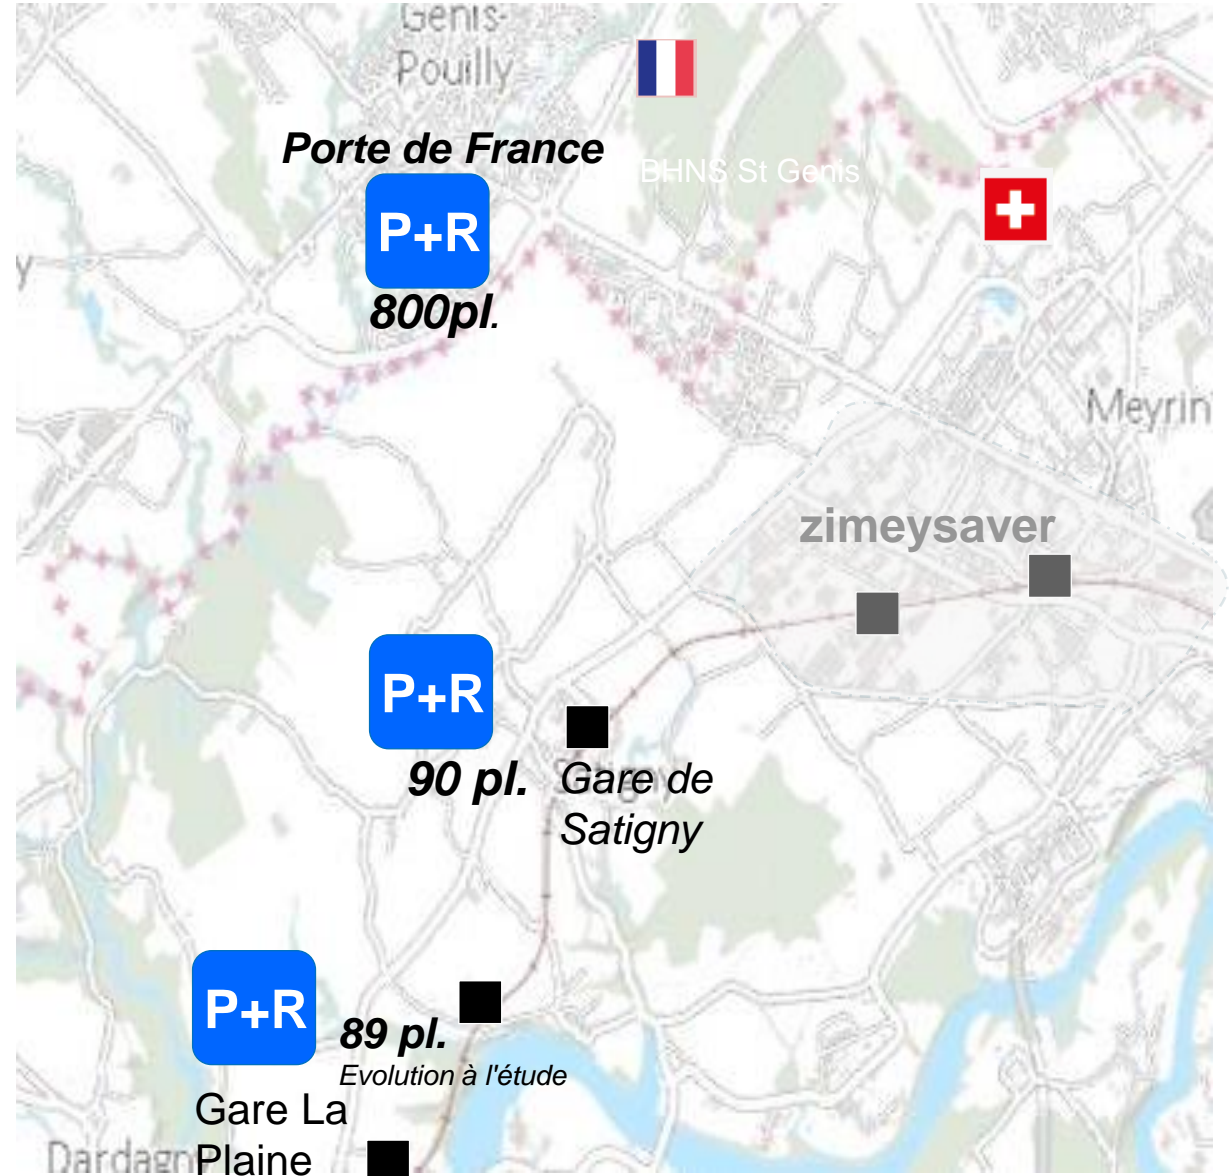 Genis-
Pouilly
Porte de France
BHNS St Genis
P+R
800pl.
Meyrin
zimeysaver
P+R
90 pl.
Gare de
Satigny
P+R
89 pl.
Evolution à l'étude
Gare La
Plaine
Dardagn